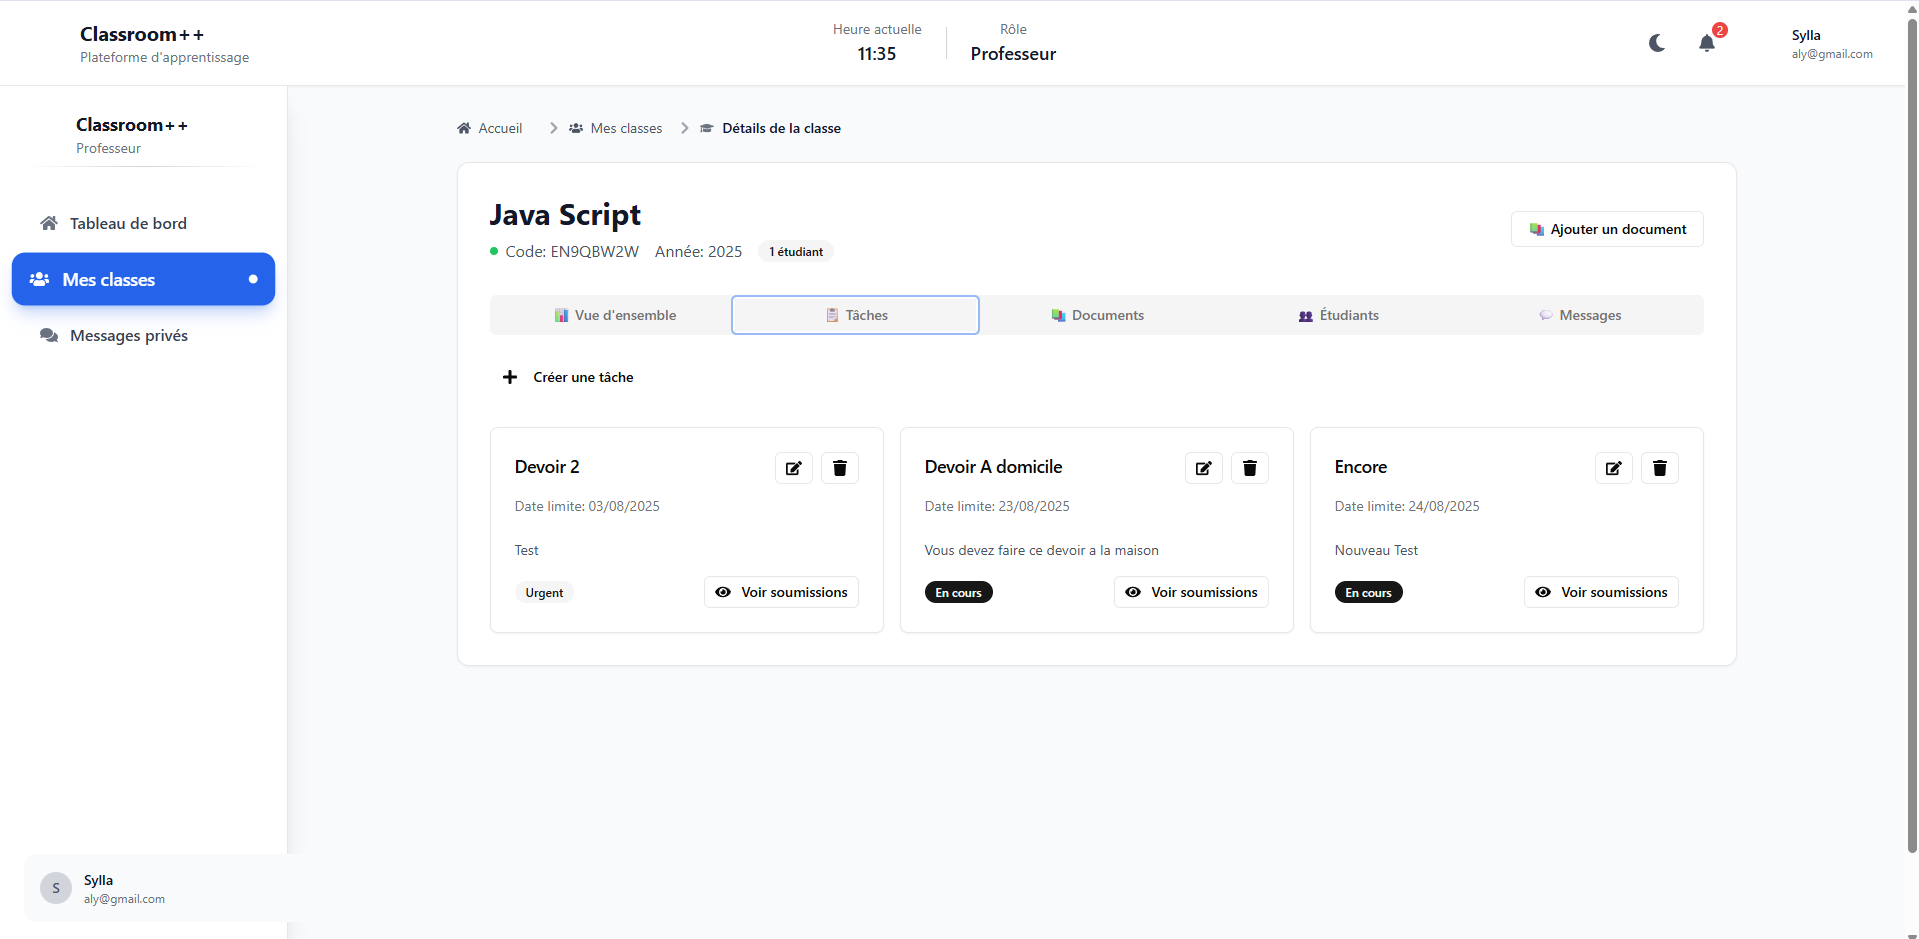 Classroom++
Plateforme d'apprentissage
Heure actuelle
11:35
Rôle
Professeur
2
Sylla
aly@gmail.com
Classroom++
Professeur
Tableau de bord
Mes classes
Messages privés
Accueil
Mes classes
Détails de la classe
Java Script
Code: EN9QBW2W Année: 2025 1 étudiant
Ajouter un document
Vue d'ensemble
Tâches
Documents
Étudiants
Messages
Créer une tâche
Devoir 2
Date limite: 03/08/2025
Test
Urgent
Voir soumissions
Devoir A domicile
Date limite: 23/08/2025
Vous devez faire ce devoir a la maison
En cours
Voir soumissions
Encore
Date limite: 24/08/2025
Nouveau Test
En cours
Voir soumissions
S
Sylla
aly@gmail.com